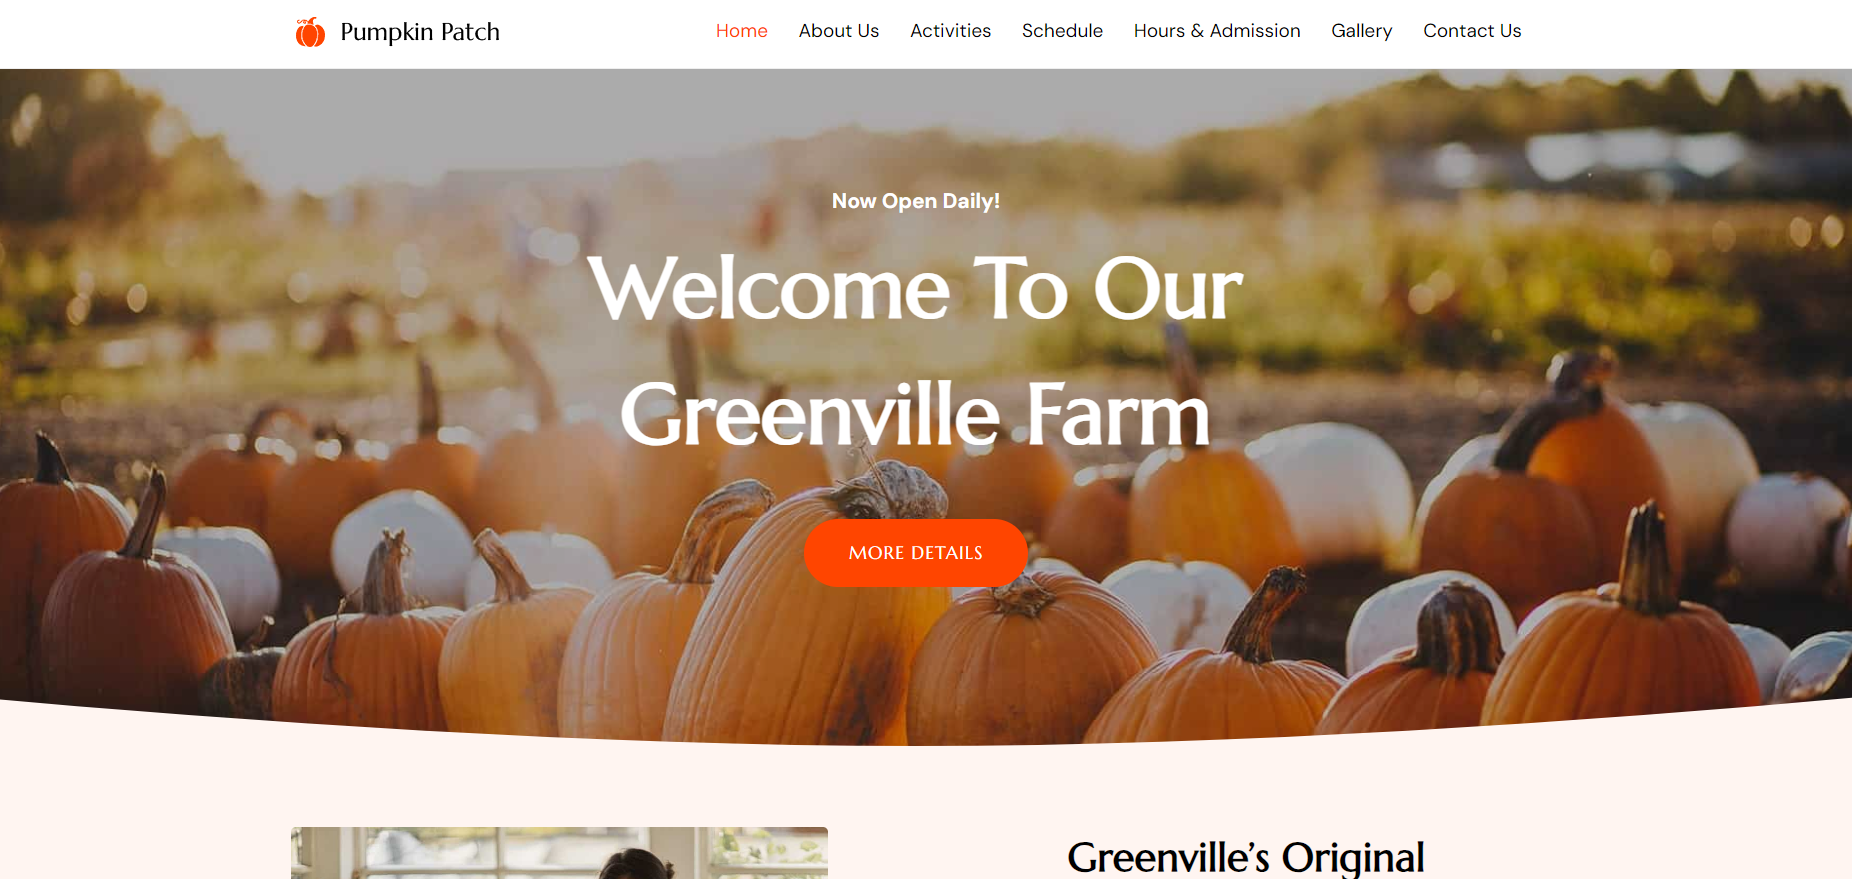 Pumpkin Patch
Home About Us Activities Schedule Hours & Admission Gallery Contact Us
Now Open Daily!
Welcome To Our
Greenville Farm
MORE DETAILS
Greenville’s Original